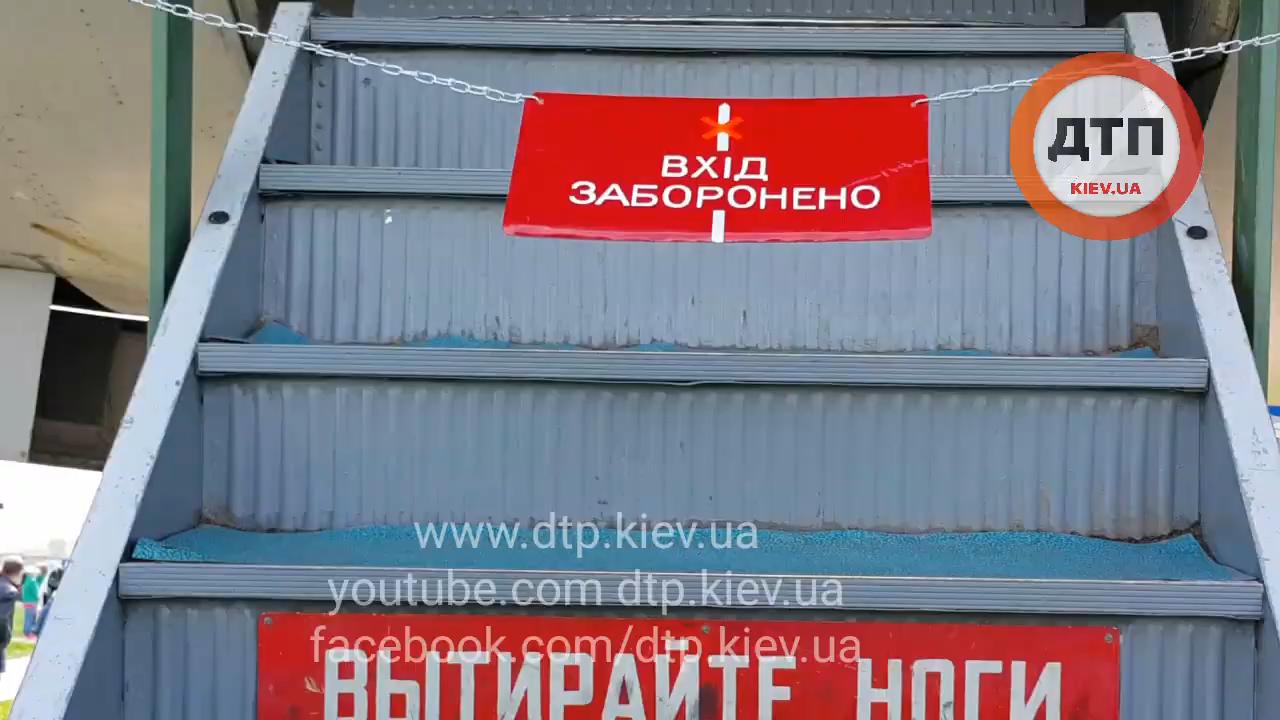 ВХІД
ЗАБОРОНЕНО
ДТП
KIEV.UA
www.dtp.kiev.ua
youtube.com dtp.kiev.ua
facebook.com/dtp.kiev.ua
ВЫТИРАЙТЕ НОГИ